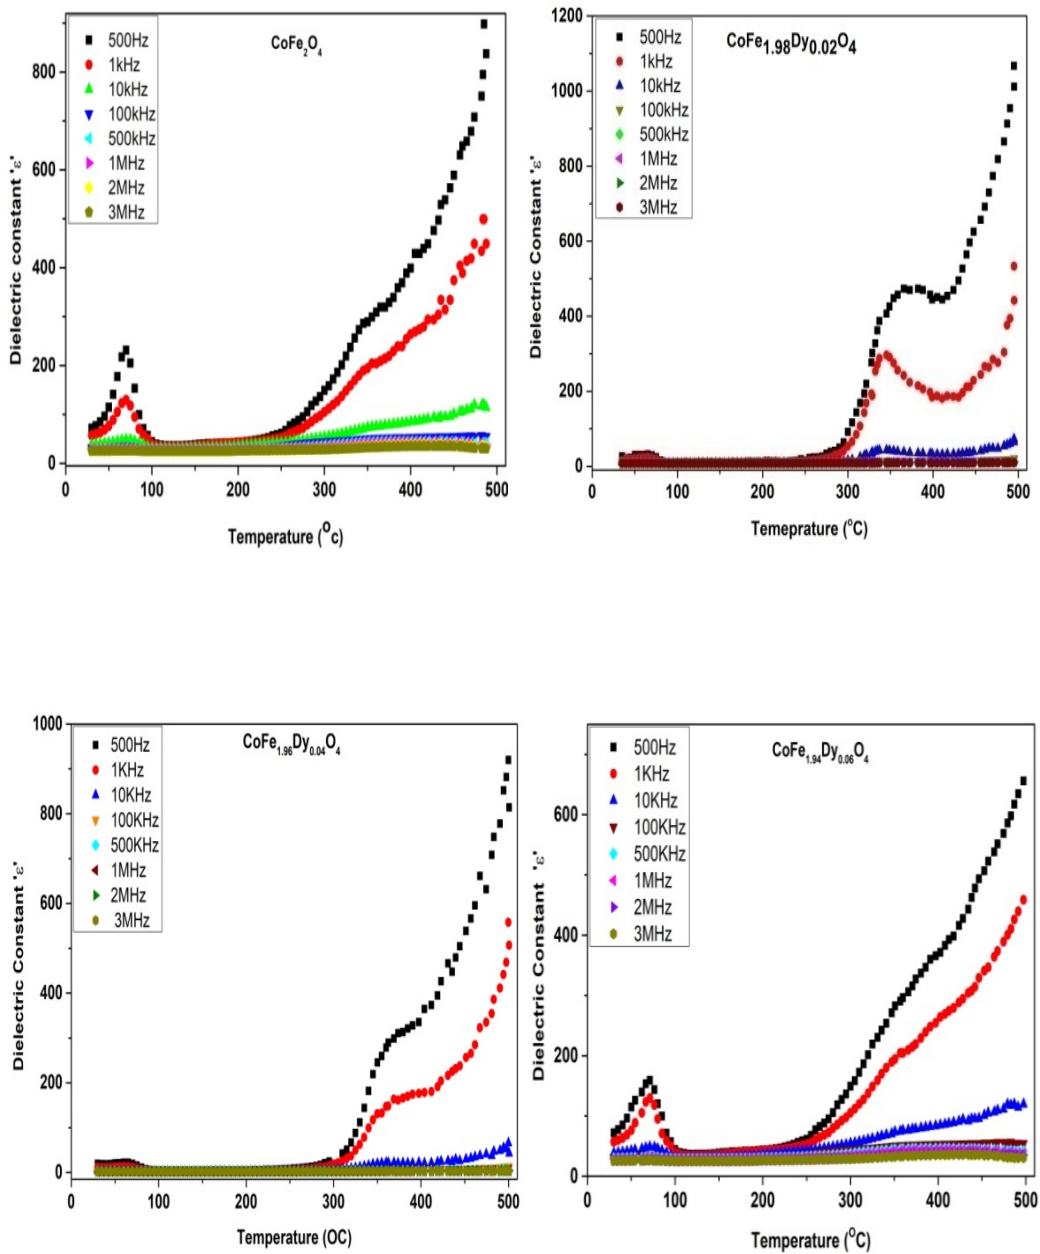 CoFe2O4
500Hz
1kHz
10kHz
100kHz
500kHz
1MHz
2MHz
3MHz
800
600
400
200
0
0 100 200 300 400 500
Dielectric constant 'ε'
Temperature (Oc)
CoFe1.98Dy0.02O4
500Hz
1kHz
10kHz
100kHz
500kHz
1MHz
2MHz
3MHz
1200
1000
800
600
400
200
0
0 100 200 300 400 500
Dielectric Constant 'ε'
Temeprature (oC)
CoFe1.96Dy0.04O4
500Hz
1KHz
10KHz
100KHz
500KHz
1MHz
2MHz
3MHz
1000
800
600
400
200
0
0 100 200 300 400 500
Dielectric Constant 'ε'
Temperature (OC)
CoFe1.94Dy0.06O4
500Hz
1KHz
10KHz
100KHz
500KHz
1MHz
2MHz
3MHz
600
400
200
0
0 100 200 300 400 500
Dielectric Constant 'ε'
Temperature (OC)